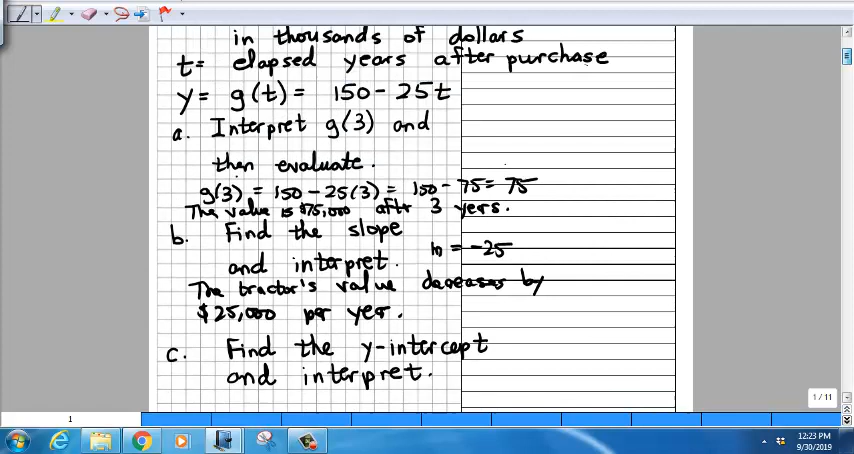 in thousands of dollars
t= elapsed years after purchase
y= g(t)= 150-25t
a. Interpret g(3) and
then evaluate.
g(3) = 150-25(3) = 150-75=75
The value is $75,000 after 3 yers.
b. Find the slope
m = -25
and interpret.
The tractor's value decreases by
$25,000 per year.
c. Find the y-intercept
and interpret.
1 / 11
1
12:23 PM
9/30/2019